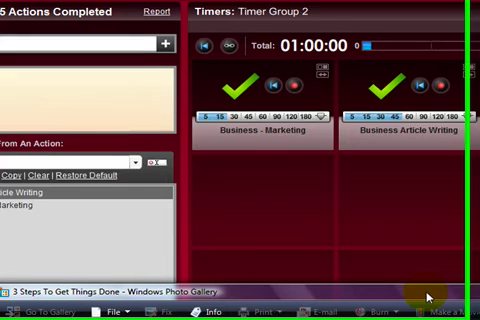 5 Actions Completed
Report
Timers: Timer Group 2
Total: 01:00:00 0
5 15 30 45 60 90 120 180
5 15 30 45 60 90 120 180
Business - Marketing
Business Article Writing
From An Action:
Copy | Clear | Restore Default
icle Writing
arketing
3 Steps To Get Things Done - Windows Photo Gallery
Go To Gallery
File
Fix
Info
Print
E-mail
Burn
Make a Mov